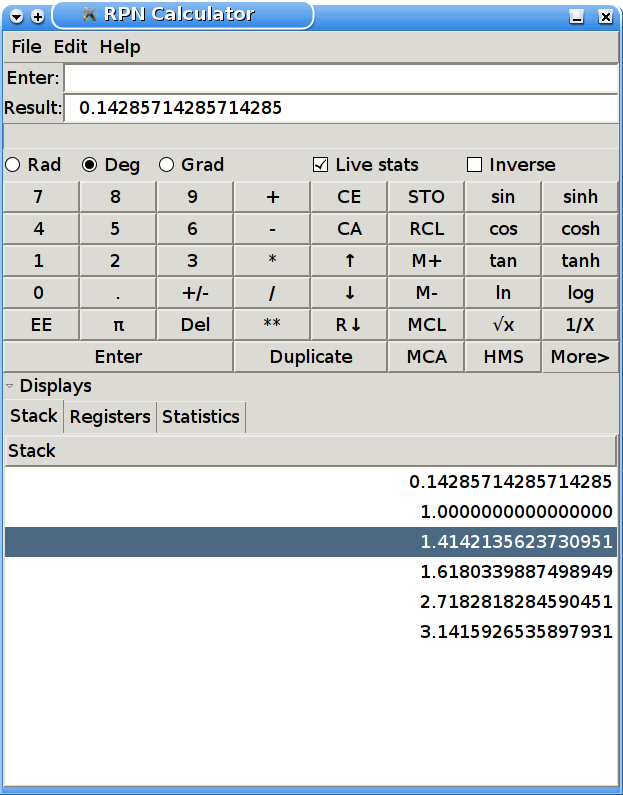 RPN Calculator
File Edit Help
Enter:
Result: 0.14285714285714285
Rad Deg Grad Live stats Inverse
7 8 9 + CE STO sin sinh
4 5 6 - CA RCL cos cosh
1 2 3 * ↑ M+ tan tanh
0 . +/- / ↓ M- ln log
EE π Del ** R↓ MCL √x 1/X
Enter Duplicate MCA HMS More>
Displays
Stack Registers Statistics
Stack
0.14285714285714285
1.0000000000000000
1.4142135623730951
1.6180339887498949
2.7182818284590451
3.1415926535897931